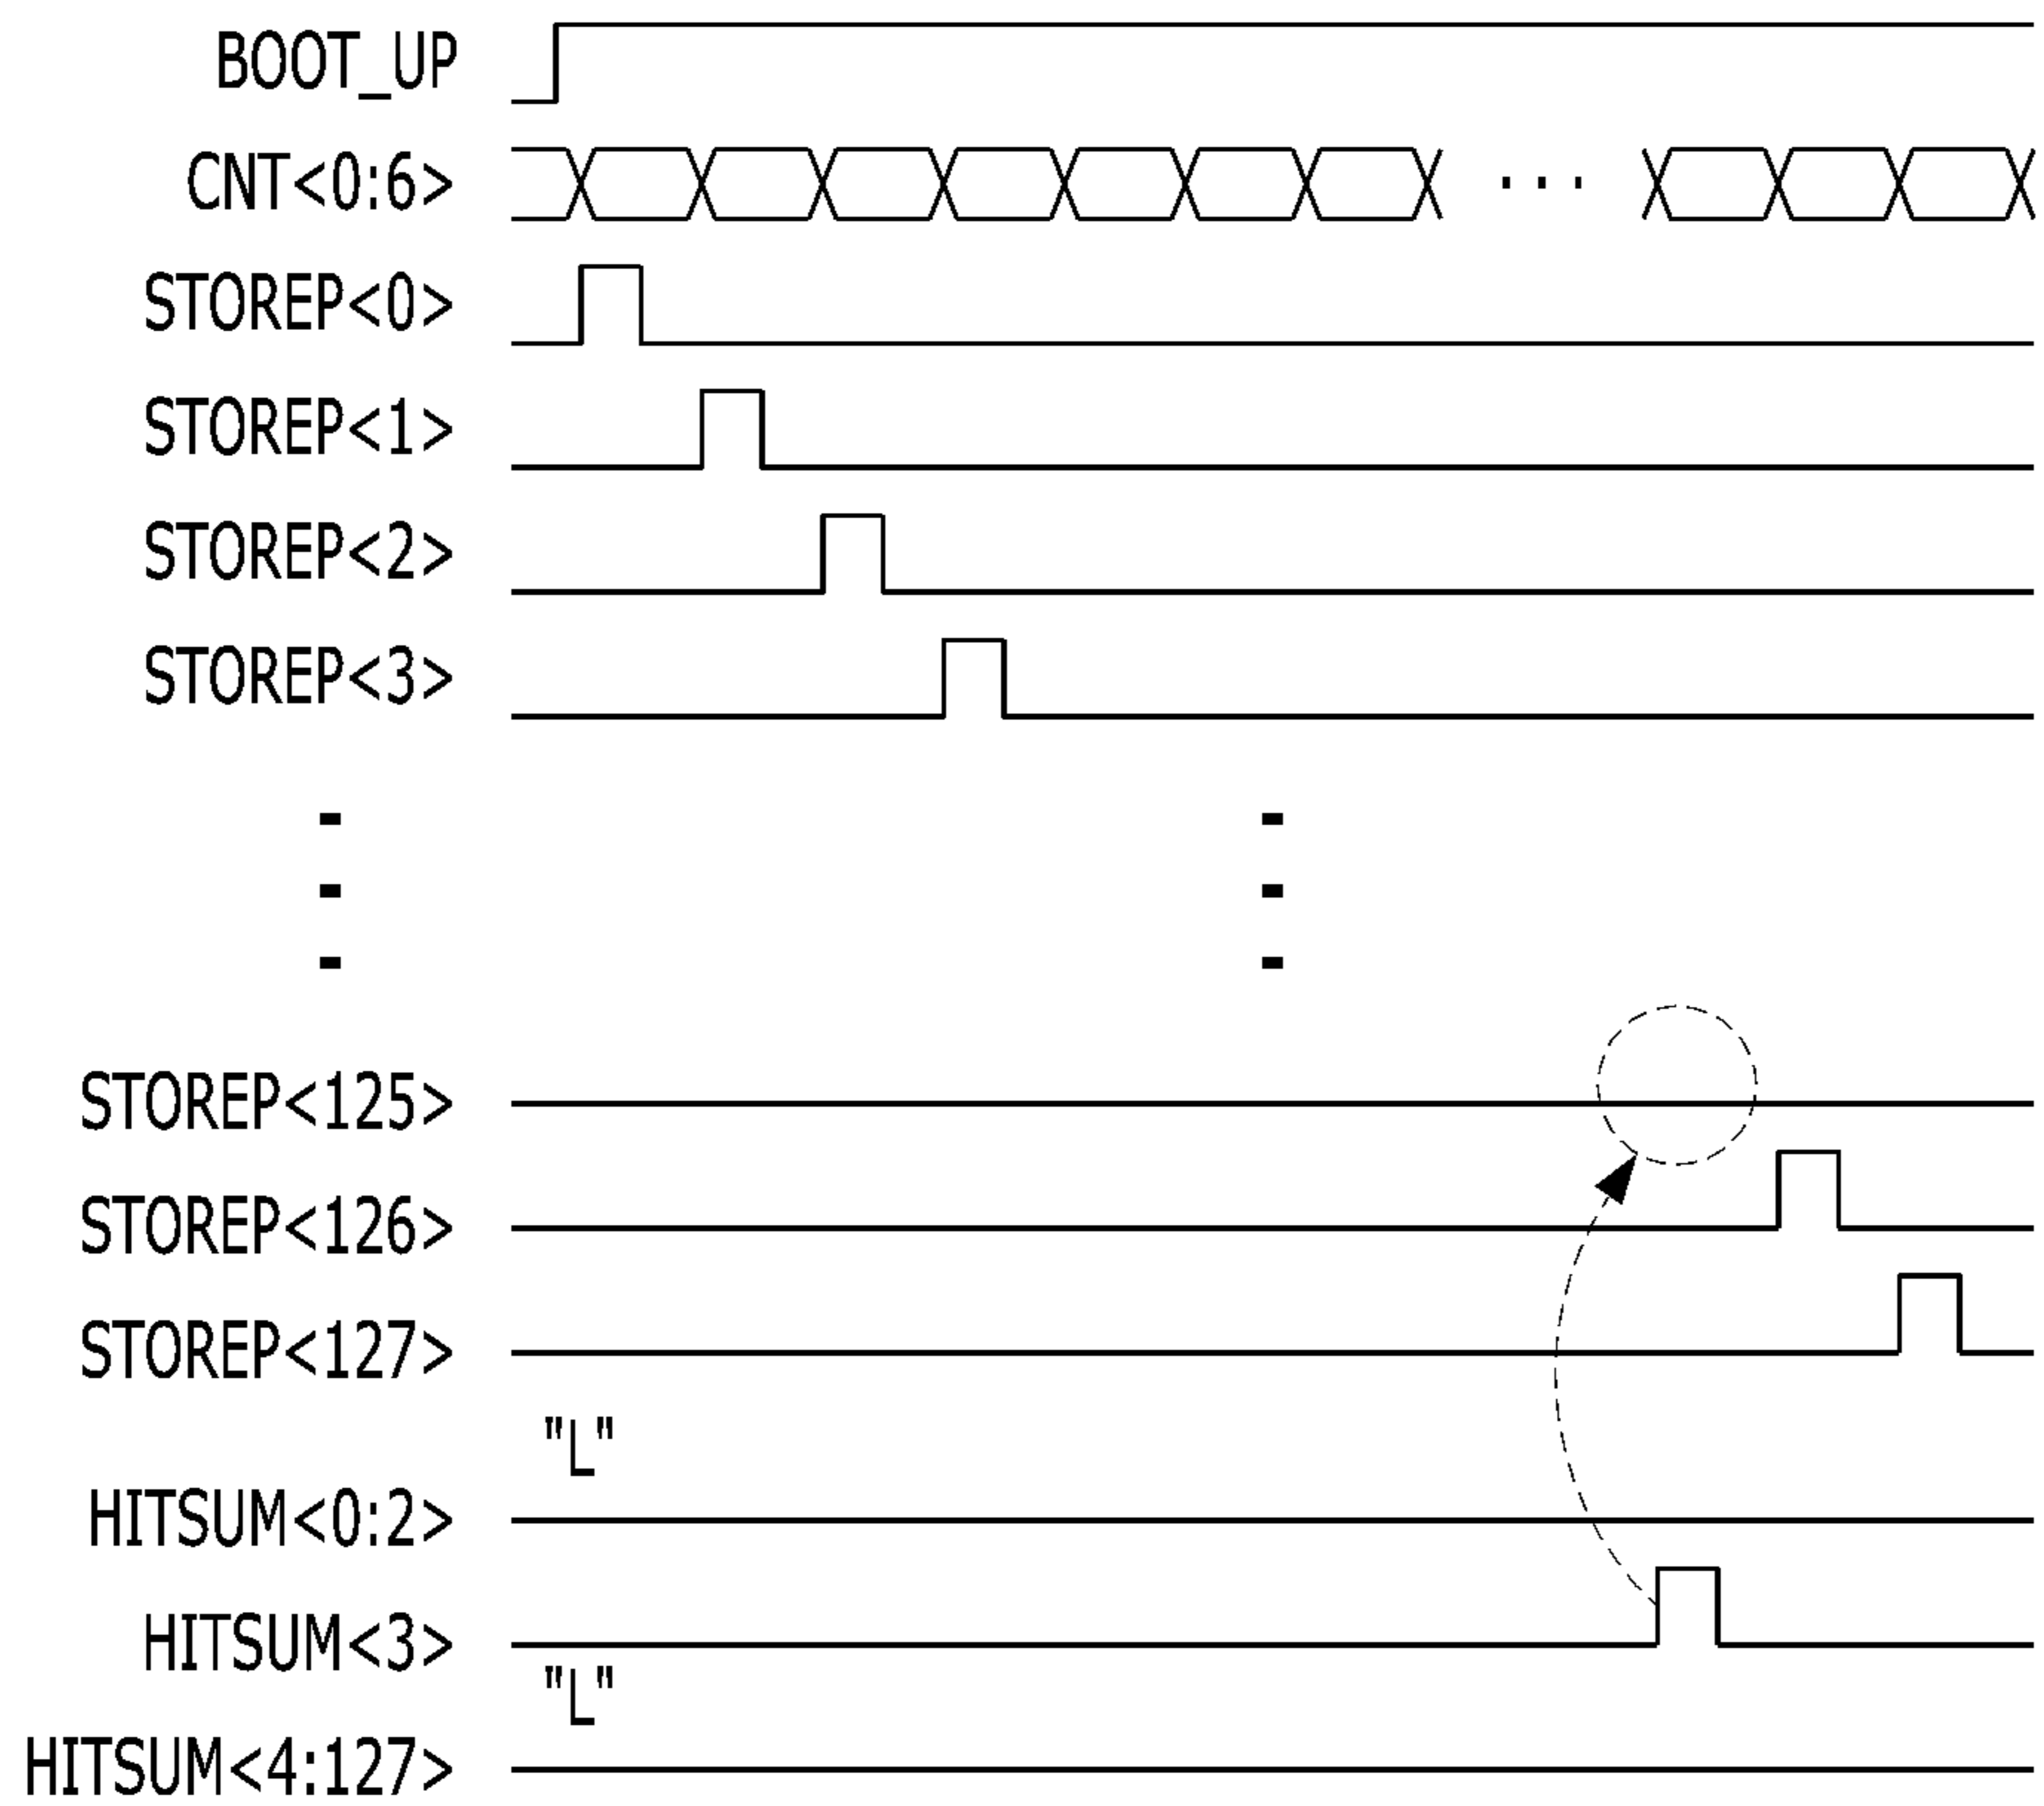 BOOT_UP
CNT<0:6>
...
STOREP<0>
STOREP<1>
STOREP<2>
STOREP<3>
STOREP<125>
STOREP<126>
STOREP<127>
"L"
HITSUM<0:2>
HITSUM<3>
"L"
HITSUM<4:127>